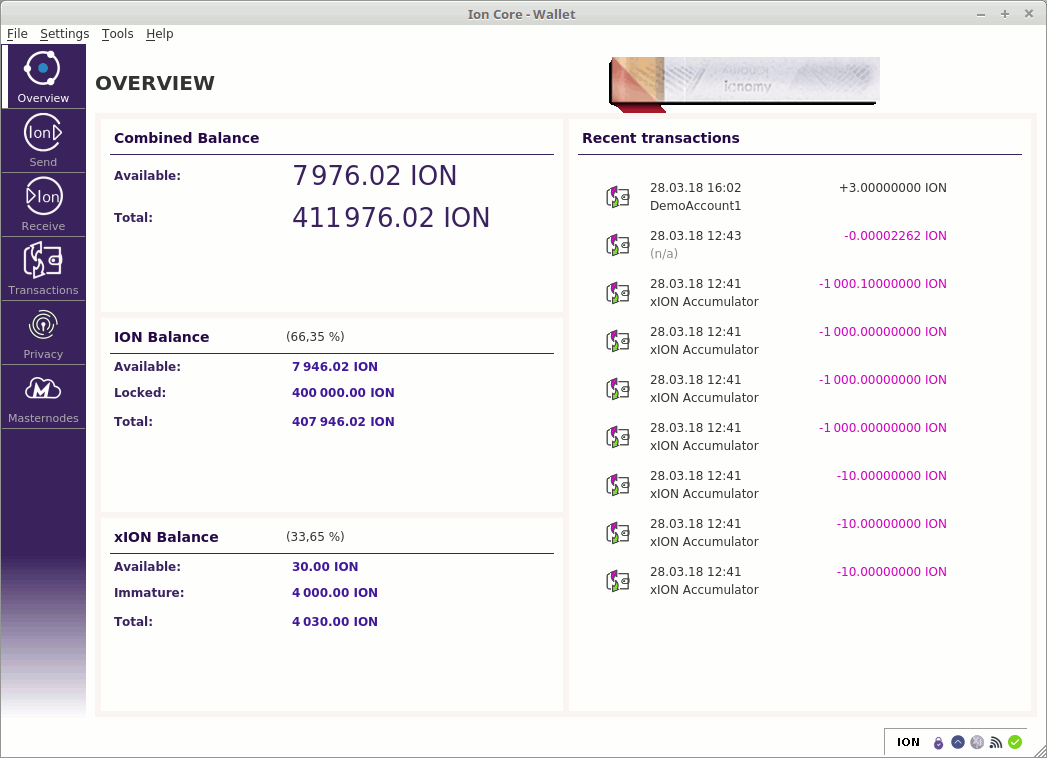 Ion Core - Wallet
File Settings Tools Help
Overview
Ion
Send
Ion
Receive
Transactions
Privacy
Masternodes
OVERVIEW
ionomy
Combined Balance
Available: 7 976.02 ION
Total: 411 976.02 ION
ION Balance (66,35 %)
Available: 7 946.02 ION
Locked: 400 000.00 ION
Total: 407 946.02 ION
xION Balance (33,65 %)
Available: 30.00 ION
Immature: 4 000.00 ION
Total: 4 030.00 ION
Recent transactions
28.03.18 16:02 +3.00000000 ION
DemoAccount1
28.03.18 12:43 -0.00002262 ION
(n/a)
28.03.18 12:41 -1 000.10000000 ION
xION Accumulator
28.03.18 12:41 -1 000.00000000 ION
xION Accumulator
28.03.18 12:41 -1 000.00000000 ION
xION Accumulator
28.03.18 12:41 -1 000.00000000 ION
xION Accumulator
28.03.18 12:41 -10.00000000 ION
xION Accumulator
28.03.18 12:41 -10.00000000 ION
xION Accumulator
28.03.18 12:41 -10.00000000 ION
xION Accumulator
ION